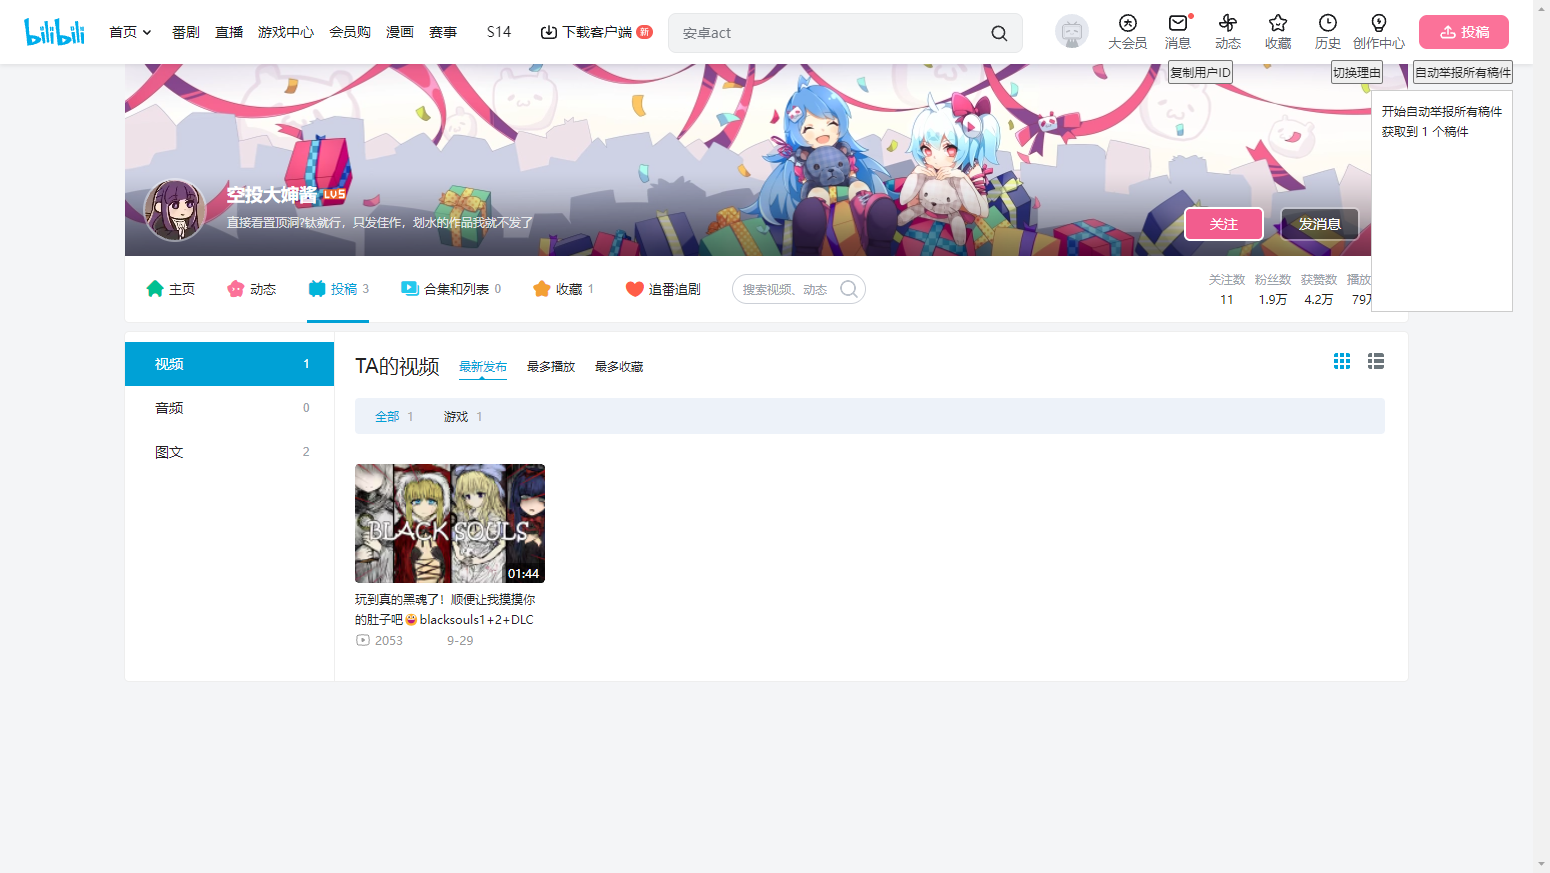 bilibili
首页
番剧
直播
游戏中心
会员购
漫画
赛事
S14
下载客户端
新
安卓act
大会员
消息
动态
收藏
历史
创作中心
投稿
复制用户ID
切换理由
自动举报所有稿件
开始自动举报所有稿件
获取到 1 个稿件
空投大婶酱
LV5
直接看置顶洞?钛就行，只发佳作，划水的作品我就不发了
关注
发消息
主页
动态
投稿 3
合集和列表 0
收藏 1
追番追剧
搜索视频、动态
关注数
粉丝数
获赞数
播放
11
1.9万
4.2万
视频 1
音频 0
图文 2
TA的视频
最新发布
最多播放
最多收藏
全部 1
游戏 1
BLACK SOULS
01:44
玩到真的黑魂了！顺便让我摸摸你
的肚子吧😀blacksouls1+2+DLC
2053
9-29